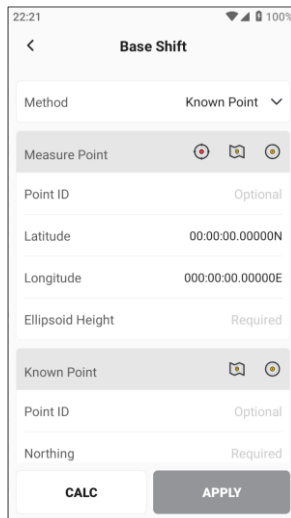 22:21 100%
Base Shift
Method Known Point
Measure Point
Point ID Optional
Latitude 00:00:00.00000N
Longitude 000:00:00.00000E
Ellipsoid Height Required
Known Point
Point ID Optional
Northing Required
CALC APPLY